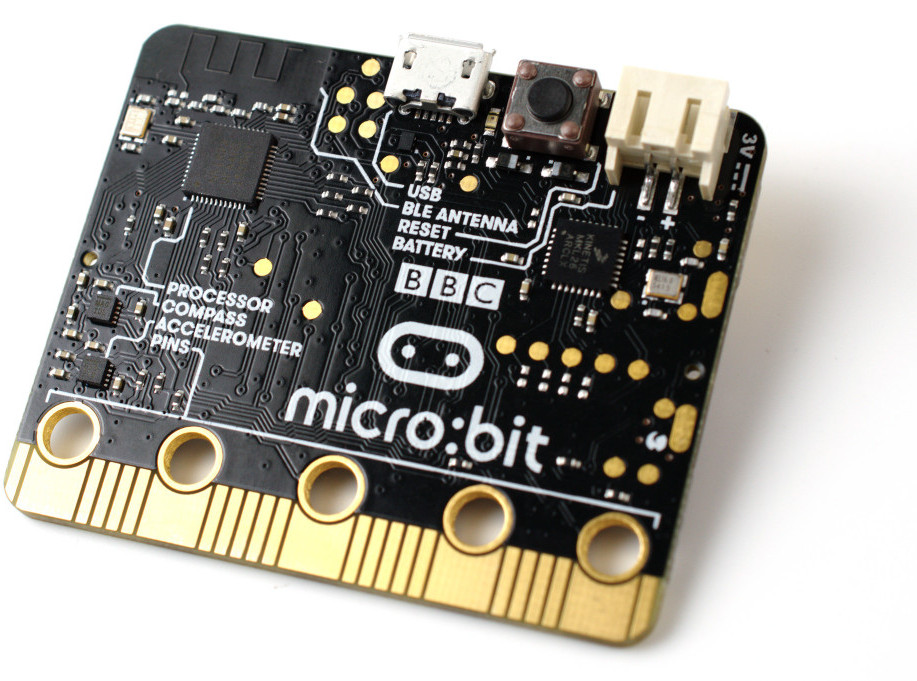 3V
+
USB
BLE ANTENNA
RESET
BATTERY
BBC
PROCESSOR
COMPASS
ACCELEROMETER
PINS
micro:bit